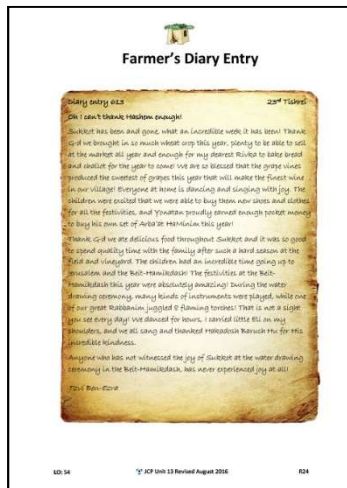 Farmer's Diary Entry
Diary entry 613 23rd Tishrei
Oh I can't thank Hashem enough!
Sukkot has been and gone, what an incredible week it has been! Thank
G-d we brought in so much wheat crop this year, plenty to be able to sell
at the market all year and enough for my dearest Rivka to bake bread
and challot for the year to come! We are so blessed that the grape vines
produced the sweetest of grapes this year that will make the finest wine
in our village! Everyone at home is dancing and singing with joy. The
children were excited that we were able to buy them new shoes and clothes
for all the festivities, and Yonatan proudly earned enough pocket money
to buy his own set of Arba'at HaMinim this year!
Thank G-d we ate delicious food throughout Sukkot and it was so good
to spend quality time with the family after such a hard season at the
field and vineyard. The children had an incredible time going up to
Jerusalem and the Beit-Hamikdash! The festivities at the Beit-
Hamikdash this year were absolutely amazing! During the water
drawing ceremony, many kinds of instruments were played, while one
of our great Rabbanim juggled 8 flaming torches! That is not a sight
you see every day! We danced for hours, I carried little Eli on my
shoulders, and we all sang and thanked Hakadosh Baruch Hu for His
incredible kindness.
Anyone who has not witnessed the joy of Sukkot at the water drawing
ceremony in the Beit-Hamikdash, has never experienced joy at all!
Tovi Ben-Ezra
LO: 54 JCP Unit 13 Revised August 2016 R24